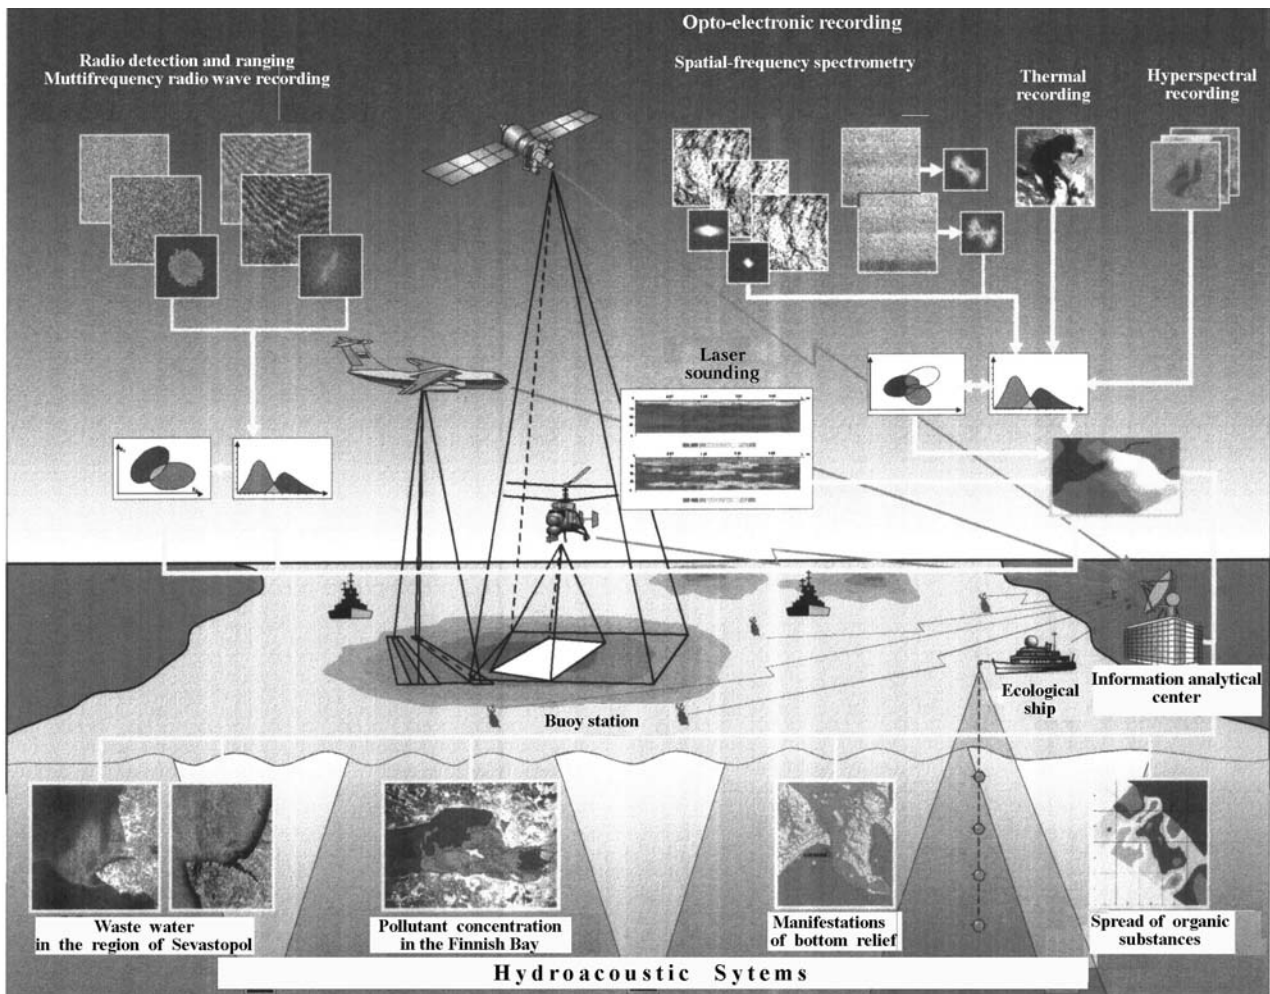 Opto-electronic recording
Radio detection and ranging
Muttifrequency radio wave recording
Spatial-frequency spectrometry
Thermal
recording
Hyperspectral
recording
Laser
sounding
Buoy station
Ecological
ship
Information analytical
center
Waste water
in the region of Sevastopol
Pollutant concentration
in the Finnish Bay
Manifestations
of bottom relief
Spread of organic
substances
Hydroacoustic Sytems